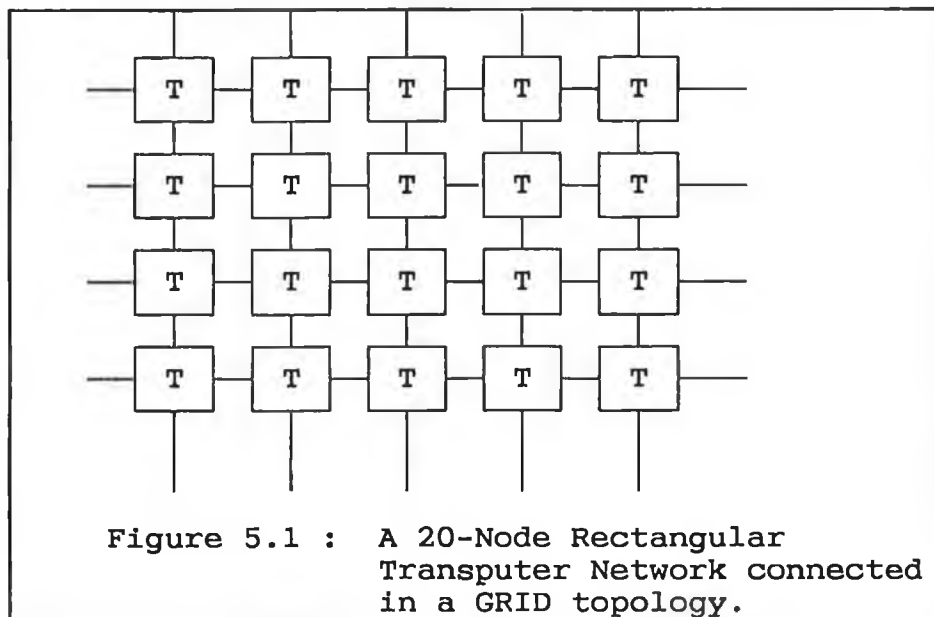 T T T T T
T T T T T
T T T T T
T T T T T
Figure 5.1 : A 20-Node Rectangular
Transputer Network connected
in a GRID topology.